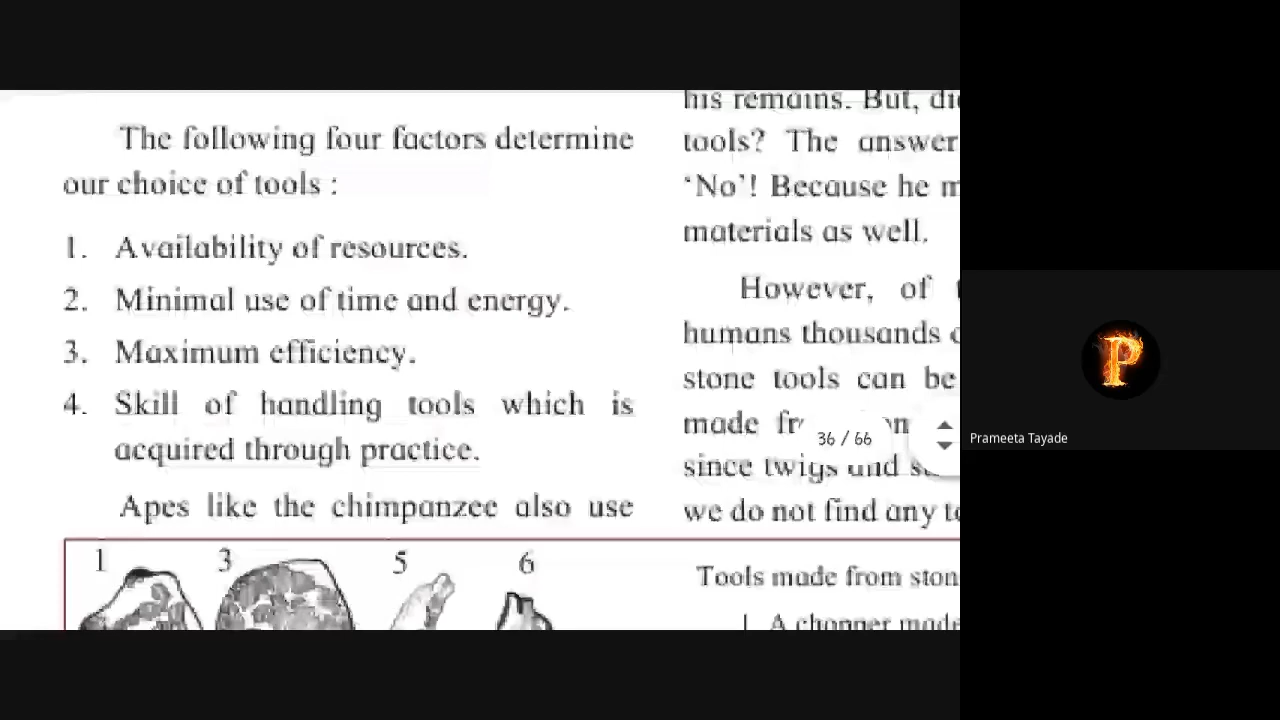 The following four factors determine
our choice of tools :
1. Availability of resources.
2. Minimal use of time and energy.
3. Maximum efficiency.
4. Skill of handling tools which is
acquired through practice.
Apes like the chimpanzee also use
1 3 5 6
his remains. But,
tools? The answer
‘No’! Because he
materials as well.
However, of
humans thousands
stone tools can be
made
since twigs and
we do not find any
Tools made from
1. A chopper made
36 / 66
P
Prameeta Tayade